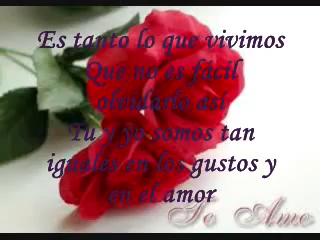 Es tanto lo que vivimos
Que no es fácil
olvidarlo así
Tu y yo somos tan
iguales en los gustos y
en el amor
Te Amo